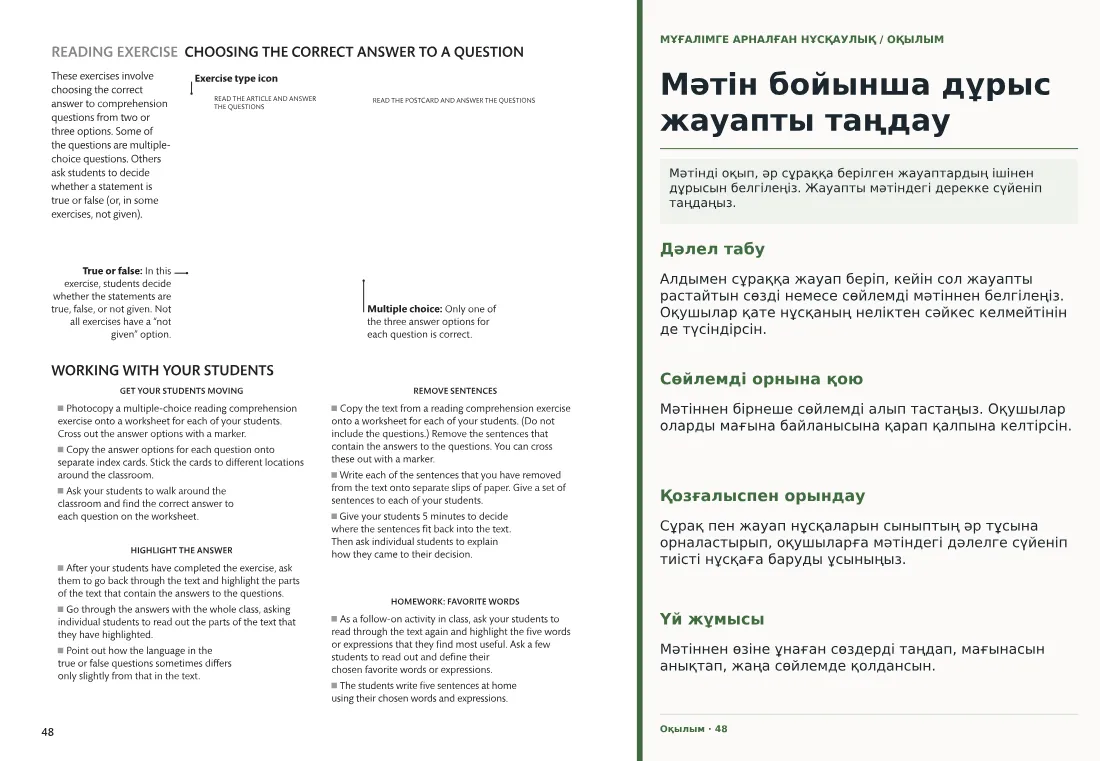 READING EXERCISE CHOOSING THE CORRECT ANSWER TO A QUESTION
These exercises involve
choosing the correct
answer to comprehension
questions from two or
three options. Some of
the questions are multiple-
choice questions. Others
ask students to decide
whether a statement is
true or false (or, in some
exercises, not given).
Exercise type icon
READ THE ARTICLE AND ANSWER
THE QUESTIONS
READ THE POSTCARD AND ANSWER THE QUESTIONS
True or false: In this
exercise, students decide
whether the statements are
true, false, or not given. Not
all exercises have a “not
given” option.
Multiple choice: Only one of
the three answer options for
each question is correct.
WORKING WITH YOUR STUDENTS
GET YOUR STUDENTS MOVING
■ Photocopy a multiple-choice reading comprehension
exercise onto a worksheet for each of your students.
Cross out the answer options with a marker.
■ Copy the answer options for each question onto
separate index cards. Stick the cards to different locations
around the classroom.
■ Ask your students to walk around the
classroom and find the correct answer to
each question on the worksheet.
HIGHLIGHT THE ANSWER
■ After your students have completed the exercise, ask
them to go back through the text and highlight the parts
of the text that contain the answers to the questions.
■ Go through the answers with the whole class, asking
individual students to read out the parts of the text that
they have highlighted.
■ Point out how the language in the
true or false questions sometimes differs
only slightly from that in the text.
REMOVE SENTENCES
■ Copy the text from a reading comprehension exercise
onto a worksheet for each of your students. (Do not
include the questions.) Remove the sentences that
contain the answers to the questions. You can cross
these out with a marker.
■ Write each of the sentences that you have removed
from the text onto separate slips of paper. Give a set of
sentences to each of your students.
■ Give your students 5 minutes to decide
where the sentences fit back into the text.
Then ask individual students to explain
how they came to their decision.
HOMEWORK: FAVORITE WORDS
■ As a follow-on activity in class, ask your students to
read through the text again and highlight the five words
or expressions that they find most useful. Ask a few
students to read out and define their
chosen favorite words or expressions.
■ The students write five sentences at home
using their chosen words and expressions.
48
МҰҒАЛІМГЕ АРНАЛҒАН НҰСҚАУЛЫҚ / ОҚЫЛЫМ
Мәтін бойынша дұрыс
жауапты таңдау
Мәтінді оқып, әр сұраққа берілген жауаптардың ішінен
дұрысын белгілеңіз. Жауапты мәтіндегі дерекке сүйеніп
таңдаңыз.
Дәлел табу
Алдымен сұраққа жауап беріп, кейін сол жауапты
растайтын сөзді немесе сөйлемді мәтіннен белгілеңіз.
Оқушылар қате нұсқаның неліктен сәйкес келмейтінін
де түсіндірсін.
Сөйлемді орнына қою
Мәтіннен бірнеше сөйлемді алып тастаңыз. Оқушылар
оларды мағына байланысына қарап қалпына келтірсін.
Қозғалыспен орындау
Сұрақ пен жауап нұсқаларын сыныптың әр тұсына
орналастырып, оқушыларға мәтіндегі дәлелге сүйеніп
тиісті нұсқаға баруды ұсыныңыз.
Үй жұмысы
Мәтіннен өзіне ұнаған сөздерді таңдап, мағынасын
анықтап, жаңа сөйлемде қолдансын.
Оқылым · 48